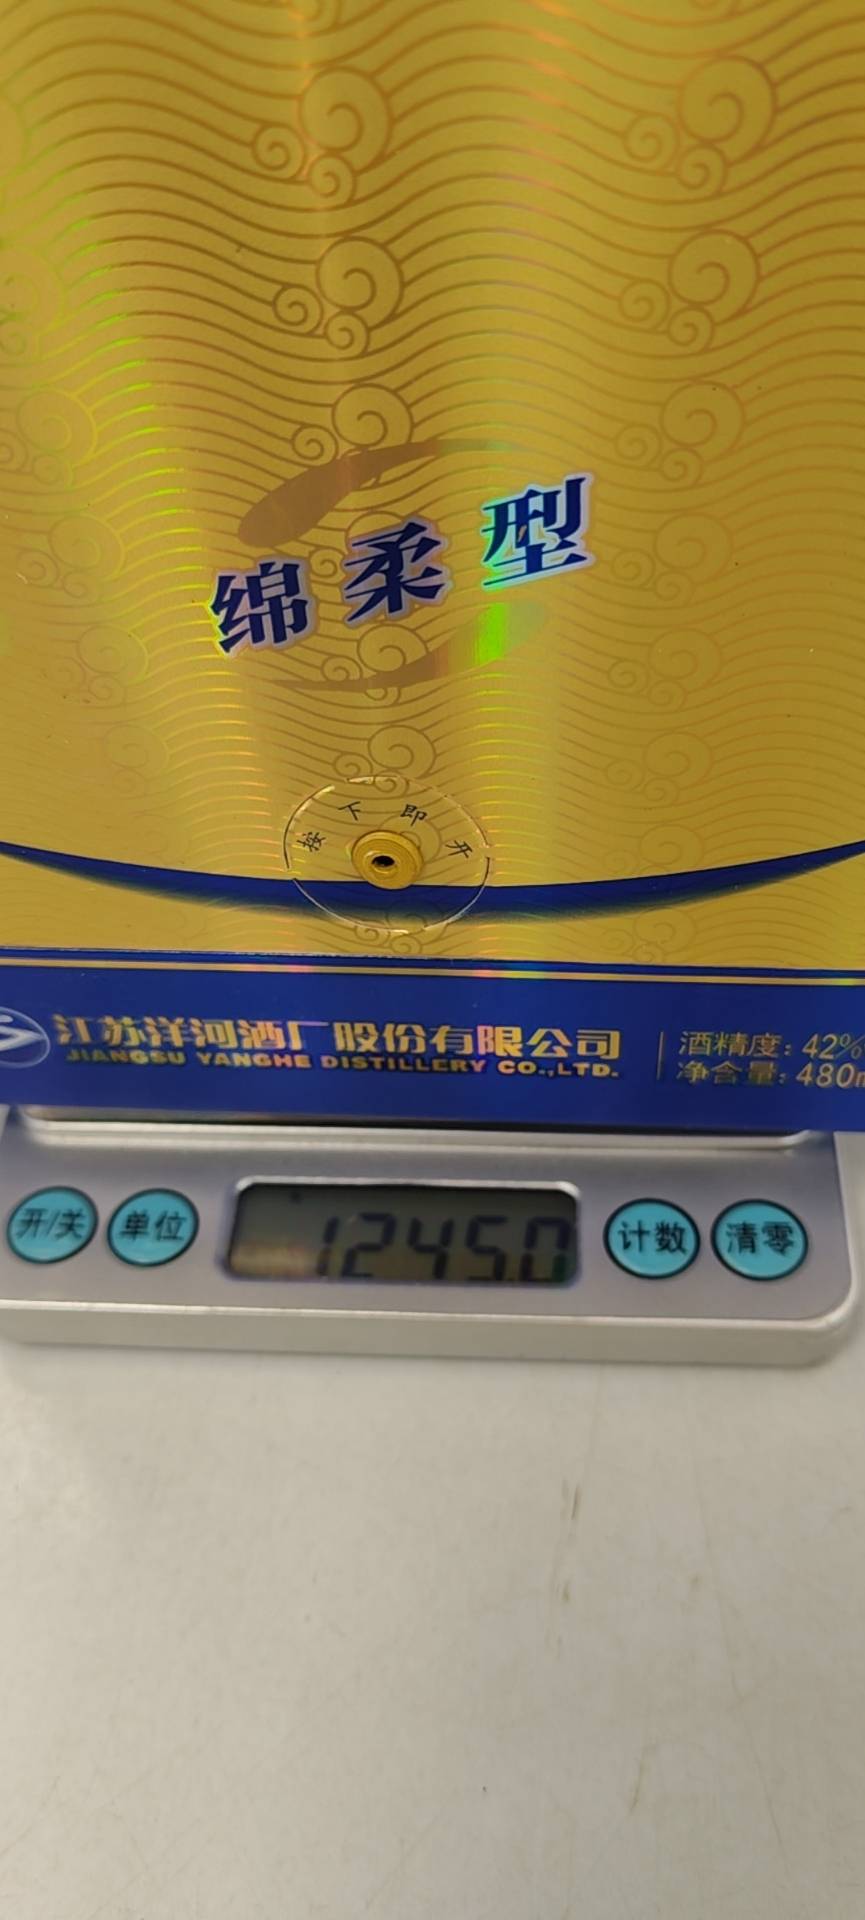 绵柔型
按下即开
江苏洋河酒厂股份有限公司
JIANGSU YANGHE DISTILLERY CO.,LTD.
酒精度：42%
净含量：480m
开/关
单位
1245.0
计数
清零